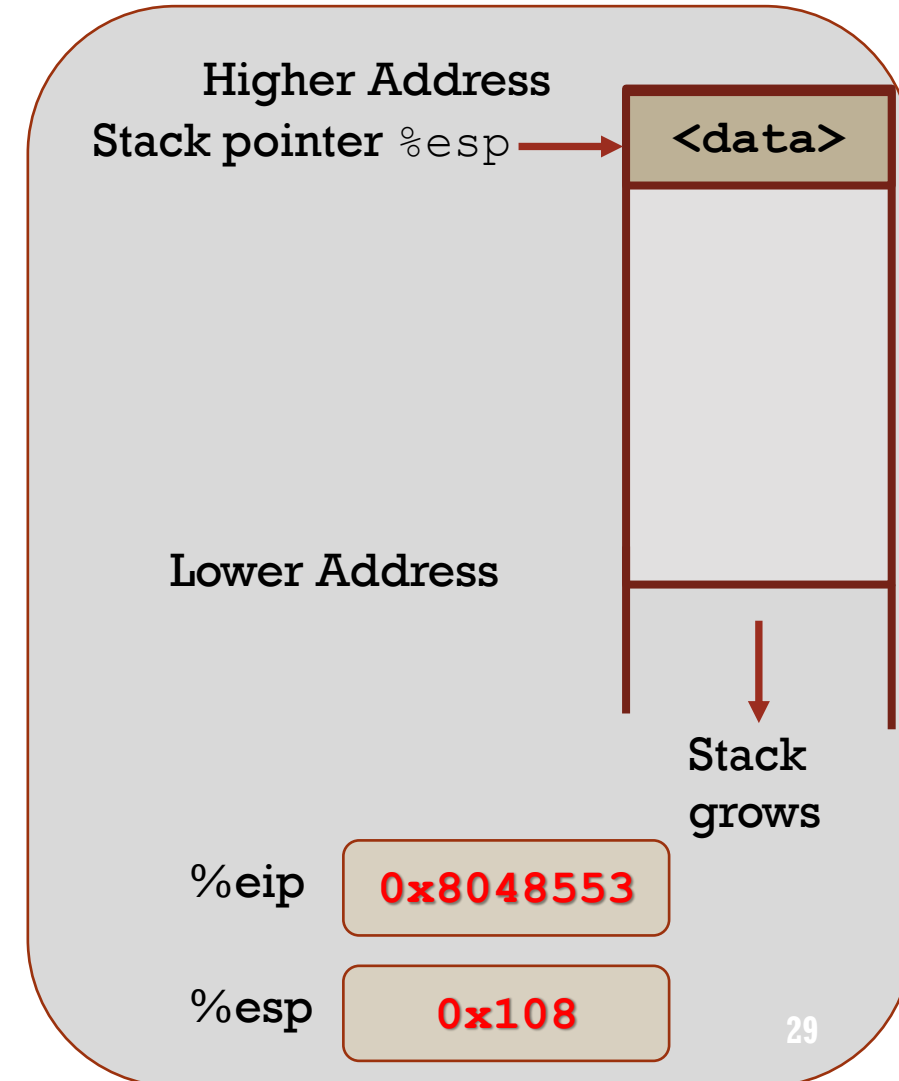 Higher Address
Stack pointer %esp
<data>
Lower Address
Stack
grows
%eip
0x8048553
%esp
0x108
29